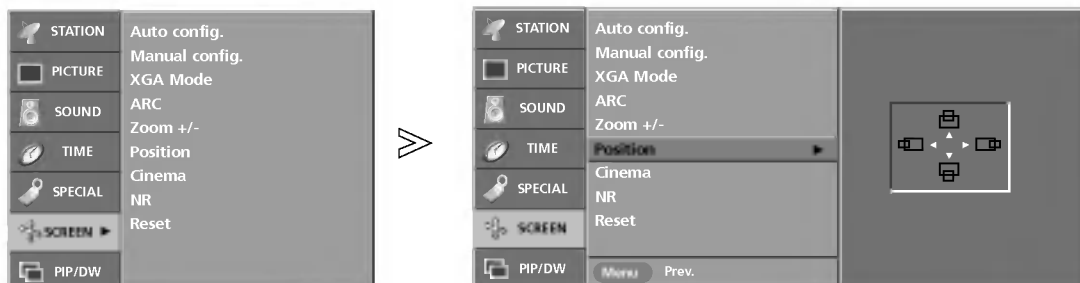 STATION
PICTURE
SOUND
TIME
SPECIAL
SCREEN
PIP/DW
Auto config.
Manual config.
XGA Mode
ARC
Zoom +/-
Position
Cinema
NR
Reset
STATION
PICTURE
SOUND
TIME
SPECIAL
SCREEN
PIP/DW
Auto config.
Manual config.
XGA Mode
ARC
Zoom +/-
Position
Cinema
NR
Reset
Menu Prev.